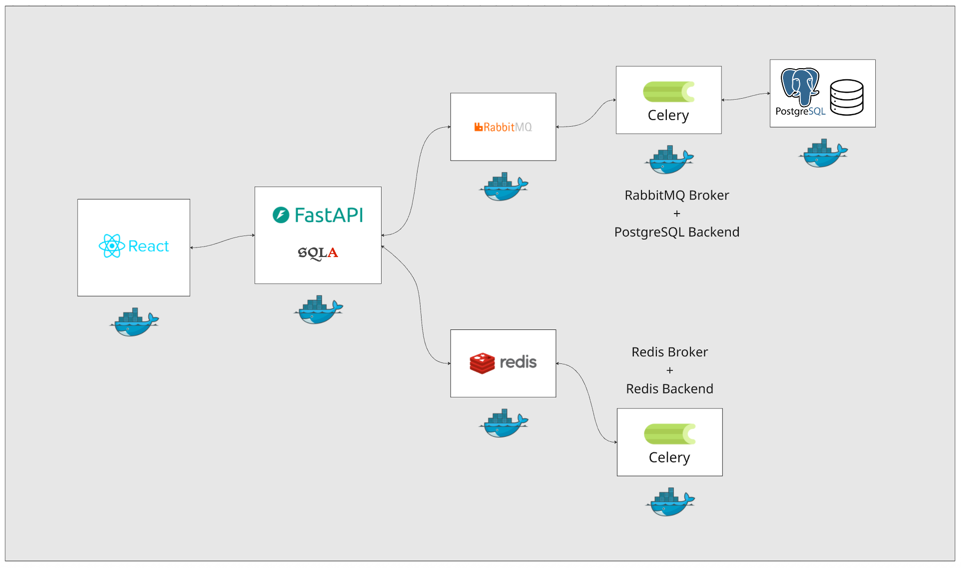 React
FastAPI
SQLA
RabbitMQ
Celery
PostgreSQL
RabbitMQ Broker
+
PostgreSQL Backend
redis
Redis Broker
+
Redis Backend
Celery